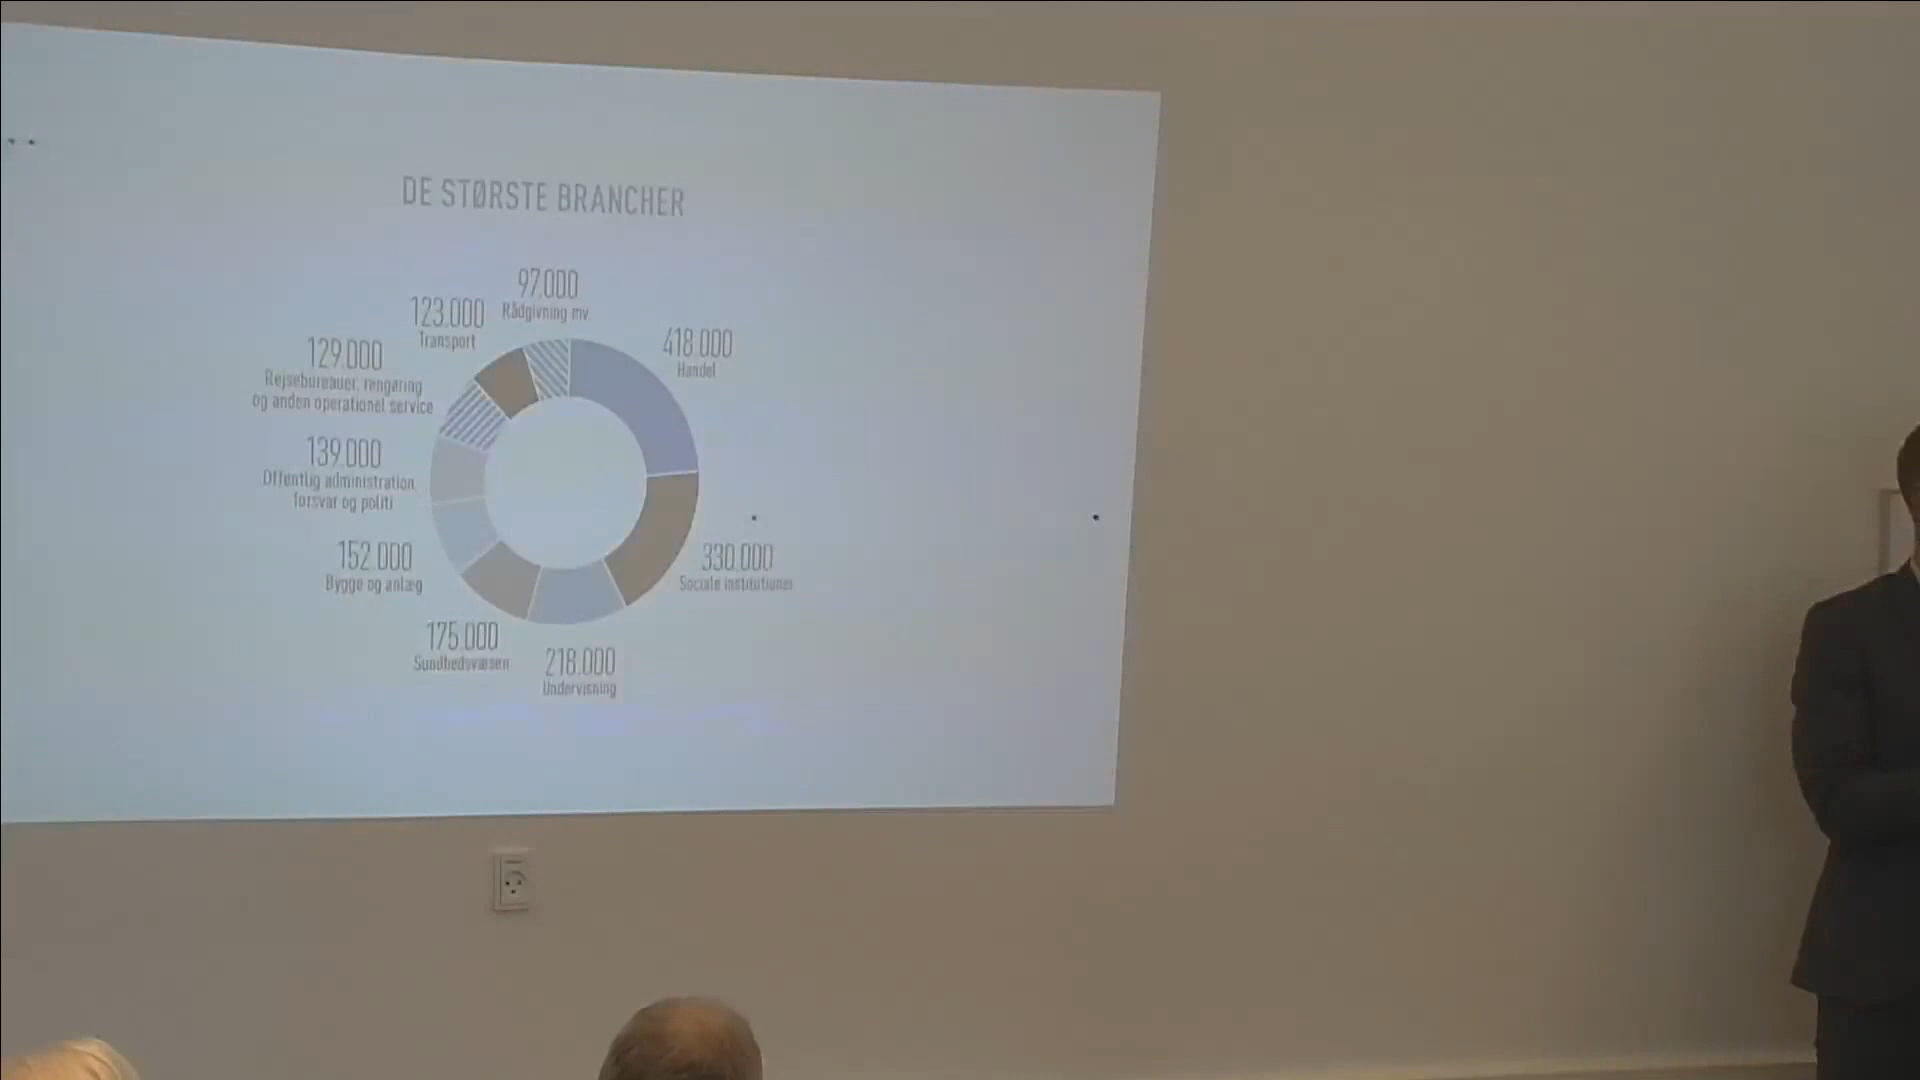 DE STØRSTE BRANCHER
97.000
Rådgivning mv
123.000
Transport
418.000
Handel
129.000
Rejsebureauer, rengøring
og anden operationel service
139.000
Offentlig administration,
forsvar og politi
152.000
Bygge og anlæg
330.000
Sociale institutioner
175.000
Sundhedsvæsen
218.000
Undervisning